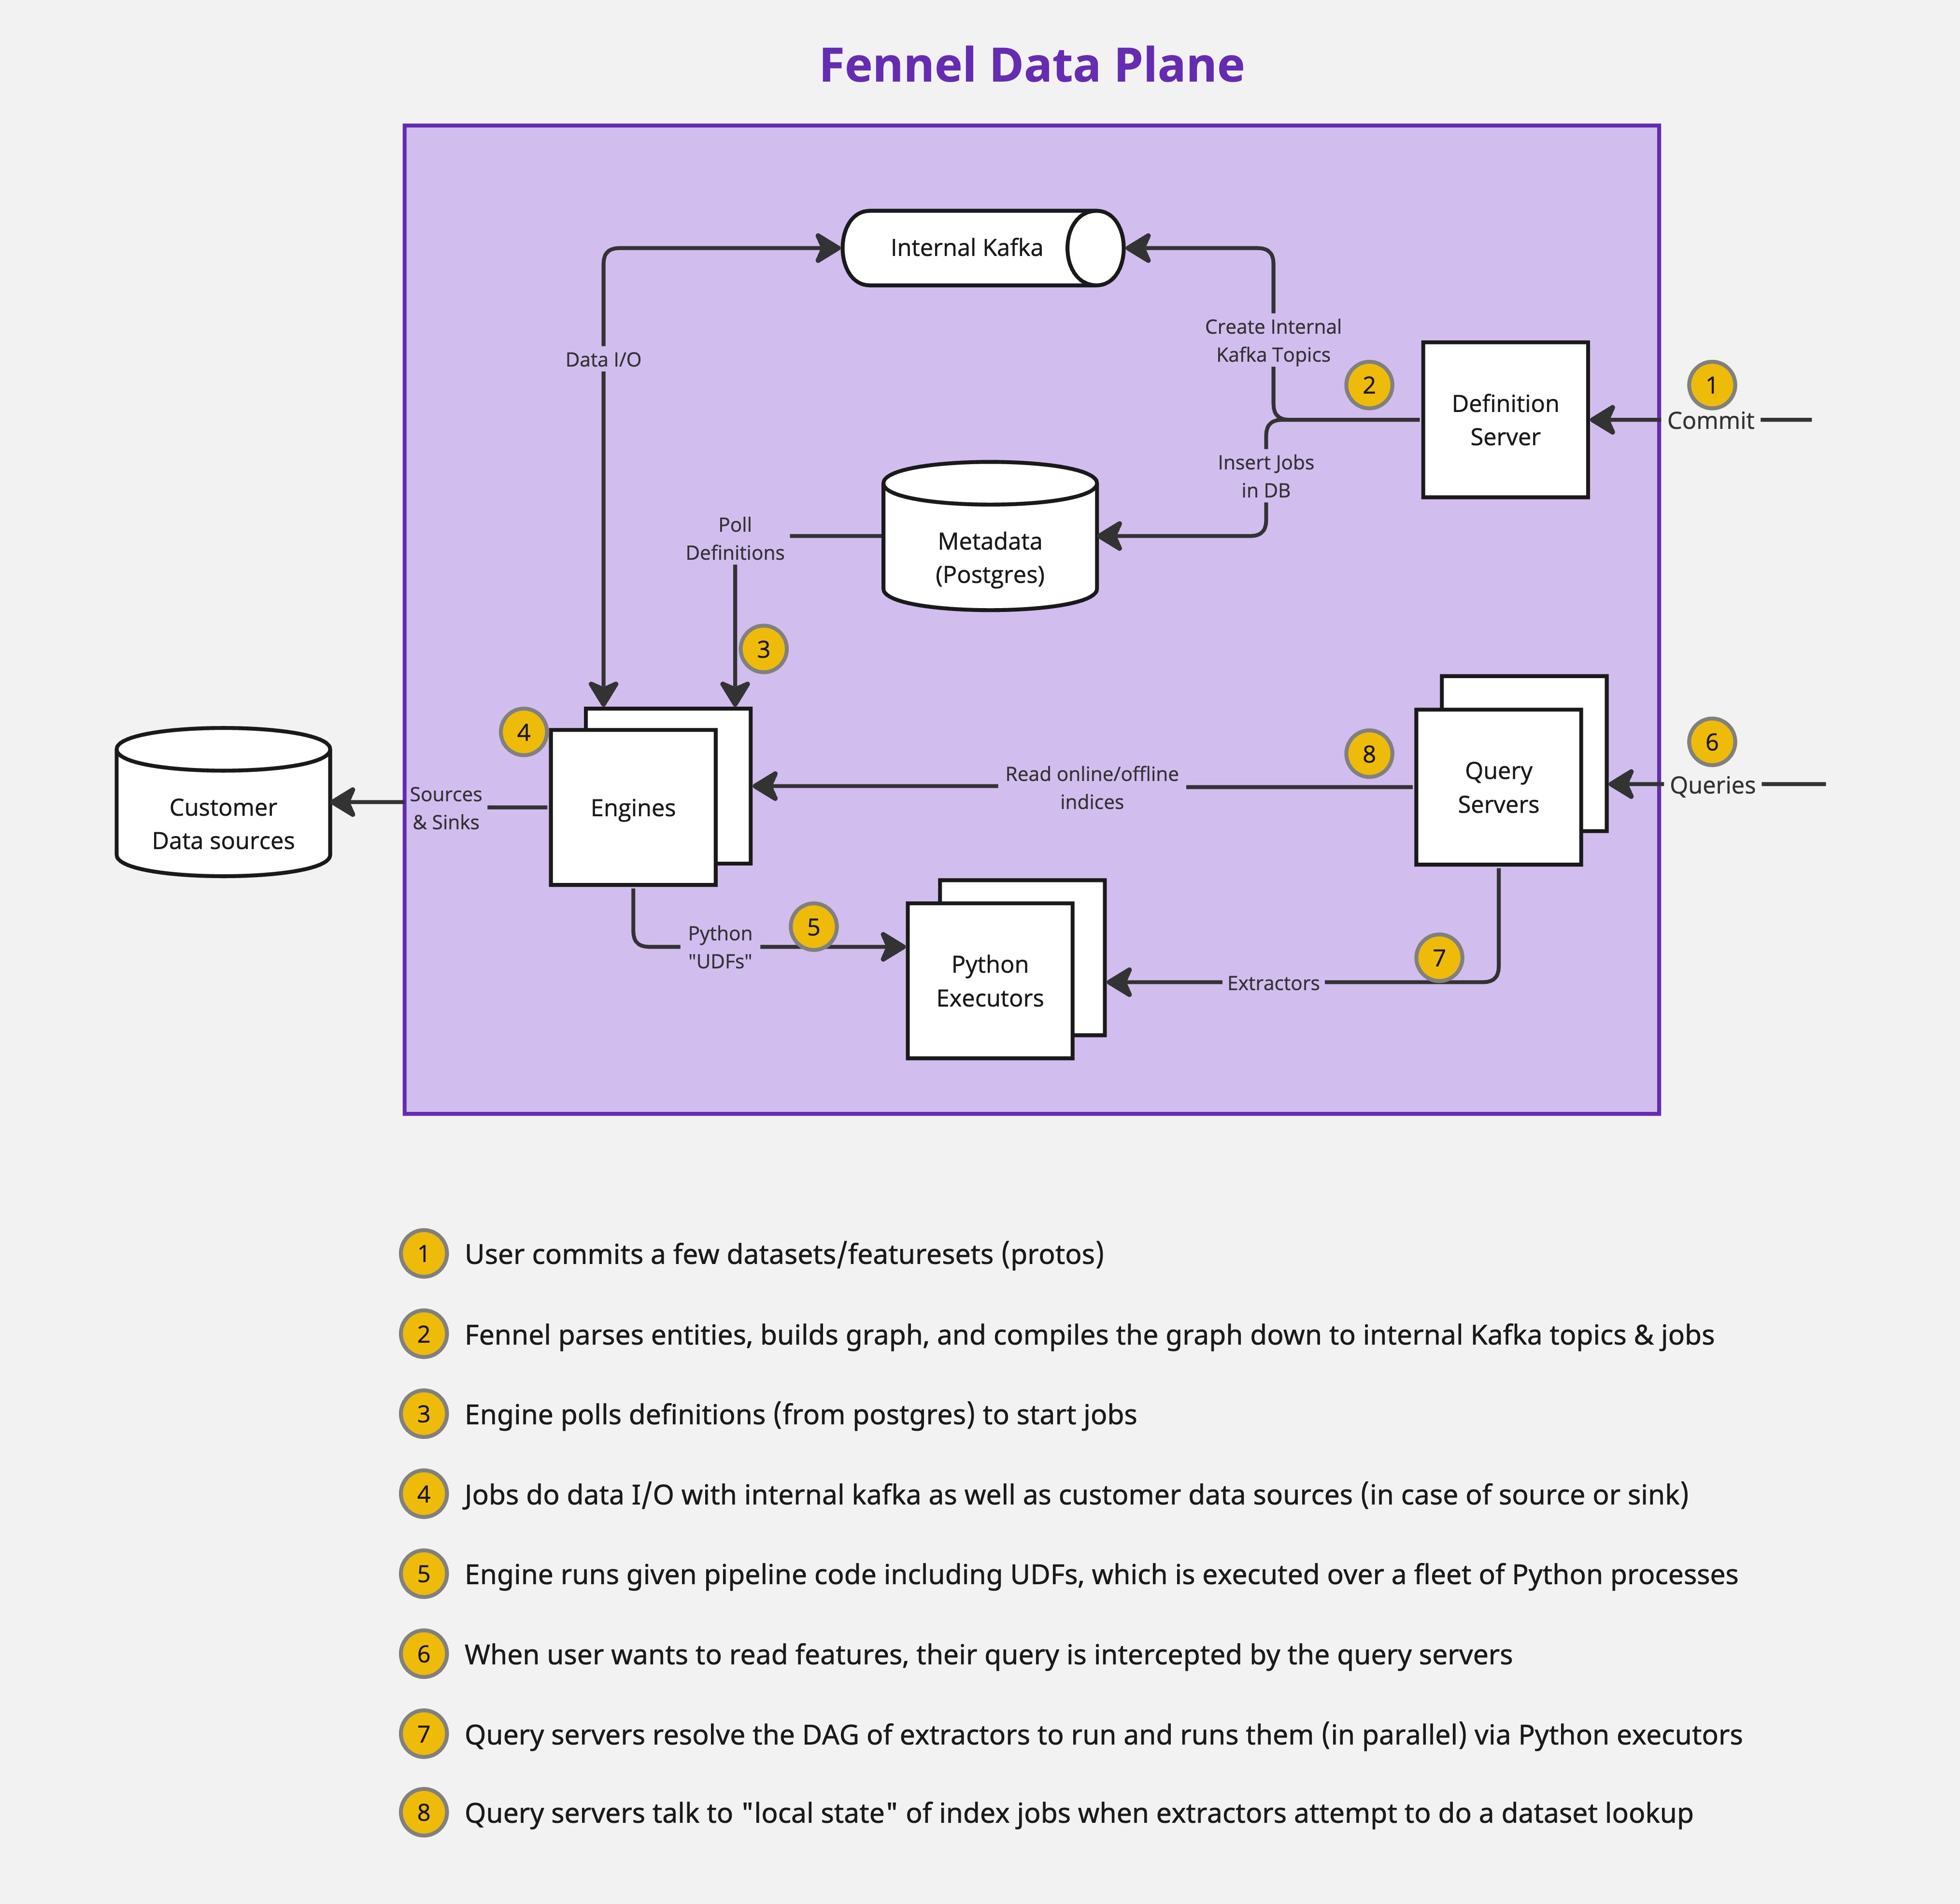 Fennel Data Plane
Internal Kafka
Data I/O
Create Internal
Kafka Topics
2
Definition
Server
1
Commit
Insert Jobs
in DB
Metadata
(Postgres)
Poll
Definitions
3
4
Customer
Data sources
Sources
& Sinks
Engines
Read online/offline
indices
8
Query
Servers
6
Queries
Python
"UDFs"
5
Python
Executors
Extractors
7
1 User commits a few datasets/featuresets (protos)
2 Fennel parses entities, builds graph, and compiles the graph down to internal Kafka topics & jobs
3 Engine polls definitions (from postgres) to start jobs
4 Jobs do data I/O with internal kafka as well as customer data sources (in case of source or sink)
5 Engine runs given pipeline code including UDFs, which is executed over a fleet of Python processes
6 When user wants to read features, their query is intercepted by the query servers
7 Query servers resolve the DAG of extractors to run and runs them (in parallel) via Python executors
8 Query servers talk to "local state" of index jobs when extractors attempt to do a dataset lookup